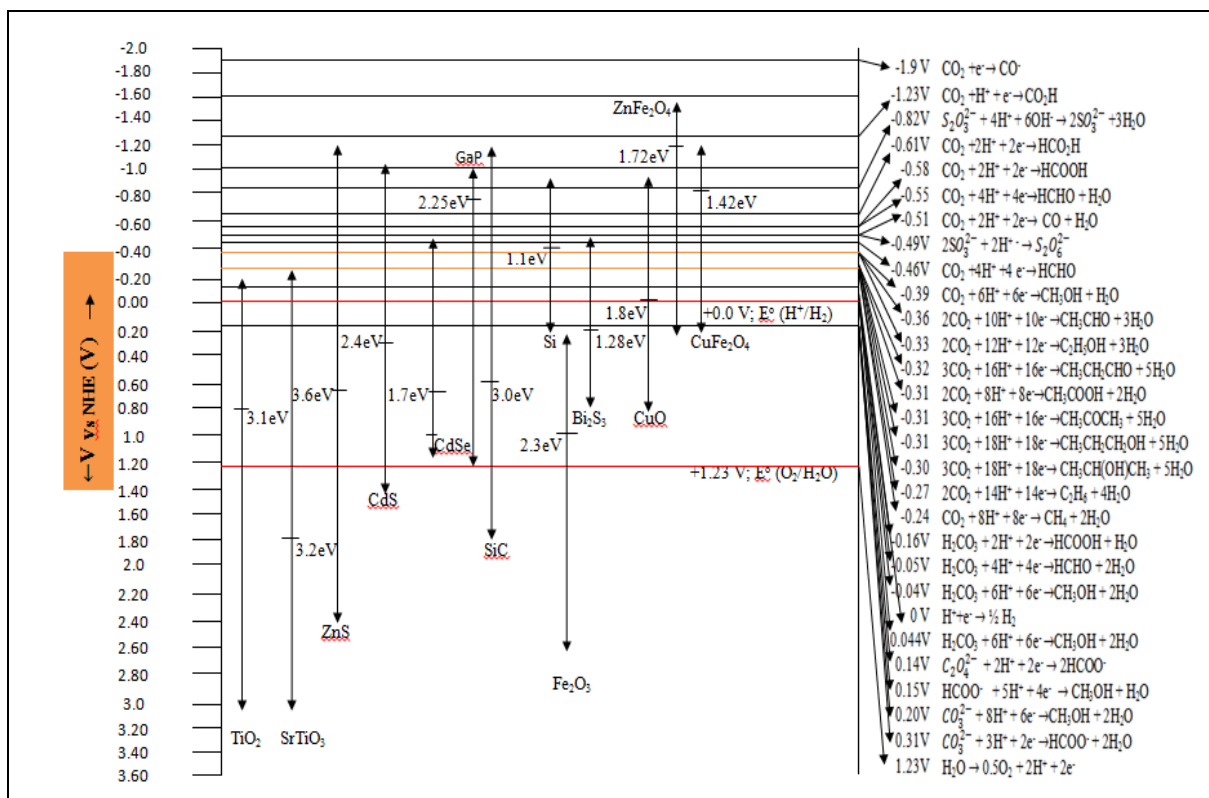 -2.0
-1.80
-1.60
-1.40
-1.20
-1.0
-0.80
-0.60
-0.40
-0.20
0.00
0.20
0.40
0.60
0.80
1.0
1.20
1.40
1.60
1.80
2.0
2.20
2.40
2.60
2.80
3.0
3.20
3.40
3.60
←V vs NHE (V) →
ZnFe₂O₄
GaP
1.72eV
2.25eV
1.42eV
1.1eV
1.8eV
+0.0 V; Eº (H⁺/H₂)
2.4eV
Si
1.28eV
CuFe₂O₄
3.6eV
1.7eV
3.0eV
3.1eV
Bi₂S₃
CuO
CdSe
2.3eV
+1.23 V; Eº (O₂/H₂O)
CdS
3.2eV
SiC
ZnS
Fe₂O₃
TiO₂
SrTiO₃
-1.9V CO₂ +e⁻→ CO⁻
-1.23V CO₂ +H⁺ + e⁻→CO₂H
-0.82V S₂O₃²⁻ + 4H⁺ + 6OH⁻→ 2SO₃²⁻ +3H₂O
-0.61V CO₂ +2H⁺ + 2e⁻→HCO₂H
-0.58 CO₂ + 2H⁺ + 2e⁻→ HCOOH
-0.55 CO₂ + 4H⁺ + 4e⁻→HCHO + H₂O
-0.51 CO₂ + 2H⁺ + 2e⁻→ CO + H₂O
-0.49V 2SO₃²⁻ + 2H⁺ → S₂O₆²⁻
-0.46V CO₂ +4H⁺ +4 e⁻→HCHO
-0.39 CO₂ + 6H⁺ + 6e⁻→CH₃OH + H₂O
-0.36 2CO₂ + 10H⁺ + 10e⁻→CH₃CHO + 3H₂O
-0.33 2CO₂ + 12H⁺ + 12e⁻→C₂H₅OH + 3H₂O
-0.32 3CO₂ + 16H⁺ + 16e⁻→CH₃CH₂CHO + 5H₂O
-0.31 2CO₂ + 8H⁺ + 8e⁻→CH₃COOH + 2H₂O
-0.31 3CO₂ + 16H⁺ + 16e⁻→CH₃COCH₃ + 5H₂O
-0.31 3CO₂ + 18H⁺ + 18e⁻→CH₃CH₂CH₂OH + 5H₂O
-0.30 3CO₂ + 18H⁺ + 18e⁻→ CH₃CH(OH)CH₃ + 5H₂O
-0.27 2CO₂ + 14H⁺ + 14e⁻→ C₂H₆ + 4H₂O
-0.24 CO₂ + 8H⁺ + 8e⁻→ CH₄ + 2H₂O
-0.16V H₂CO₃ + 2H⁺ + 2e⁻→HCOOH + H₂O
-0.05V H₂CO₃ + 4H⁺ + 4e⁻→HCHO + 2H₂O
-0.04V H₂CO₃ + 6H⁺ + 6e⁻→CH₃OH + 2H₂O
0 V H⁺+e⁻ → ½ H₂
0.044V H₂CO₃ + 6H⁺ + 6e⁻→CH₃OH + 2H₂O
0.14V C₂O₄²⁻ + 2H⁺ + 2e⁻→ 2HCOO⁻
0.15V HCOO⁻ + 5H⁺ + 4e⁻ → CH₃OH + H₂O
0.20V CO₃²⁻ + 8H⁺ + 6e⁻→CH₃OH + 2H₂O
0.31V CO₃²⁻ + 3H⁺ + 2e⁻→HCOO⁻ + 2H₂O
1.23V H₂O → 0.5O₂ + 2H⁺ + 2e⁻